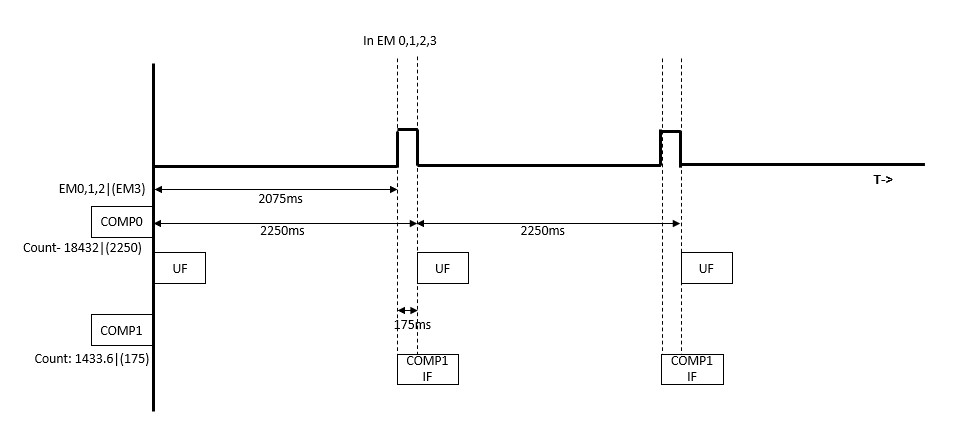 In EM 0,1,2,3
T->
EM0,1,2|(EM3)
2075ms
COMP0
2250ms
2250ms
Count- 18432|(2250)
UF
UF
UF
175ms
COMP1
Count: 1433.6|(175)
COMP1
IF
COMP1
IF